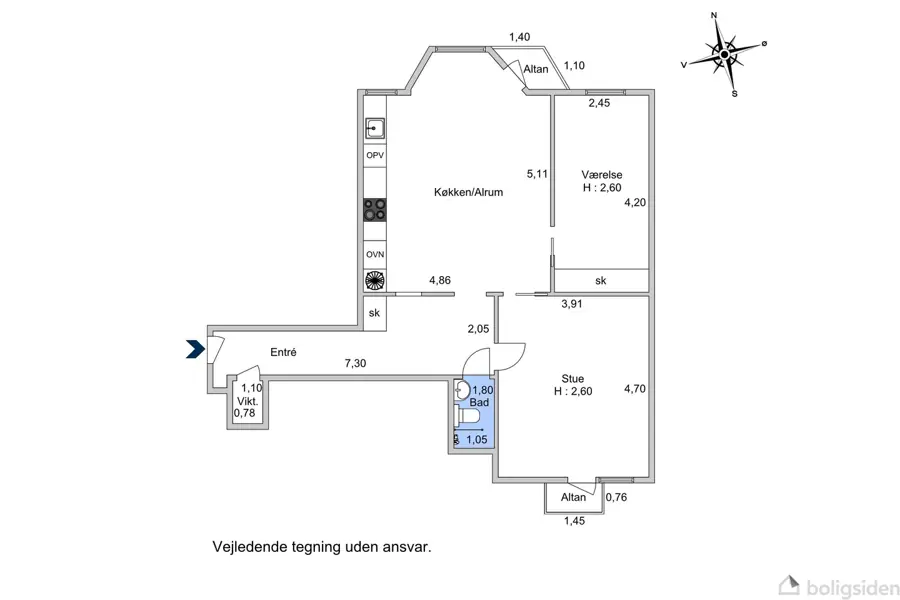 N
ø
V
S
1,40
Altan
1,10
2,45
OPV
5,11
Værelse
H : 2,60
4,20
Køkken/Alrum
OVN
4,86
sk
sk
3,91
2,05
Entré
7,30
1,10
Vikt.
0,78
1,80
Bad
1,05
Stue
H : 2,60
4,70
Altan
0,76
1,45
Vejledende tegning uden ansvar.
boligsiden